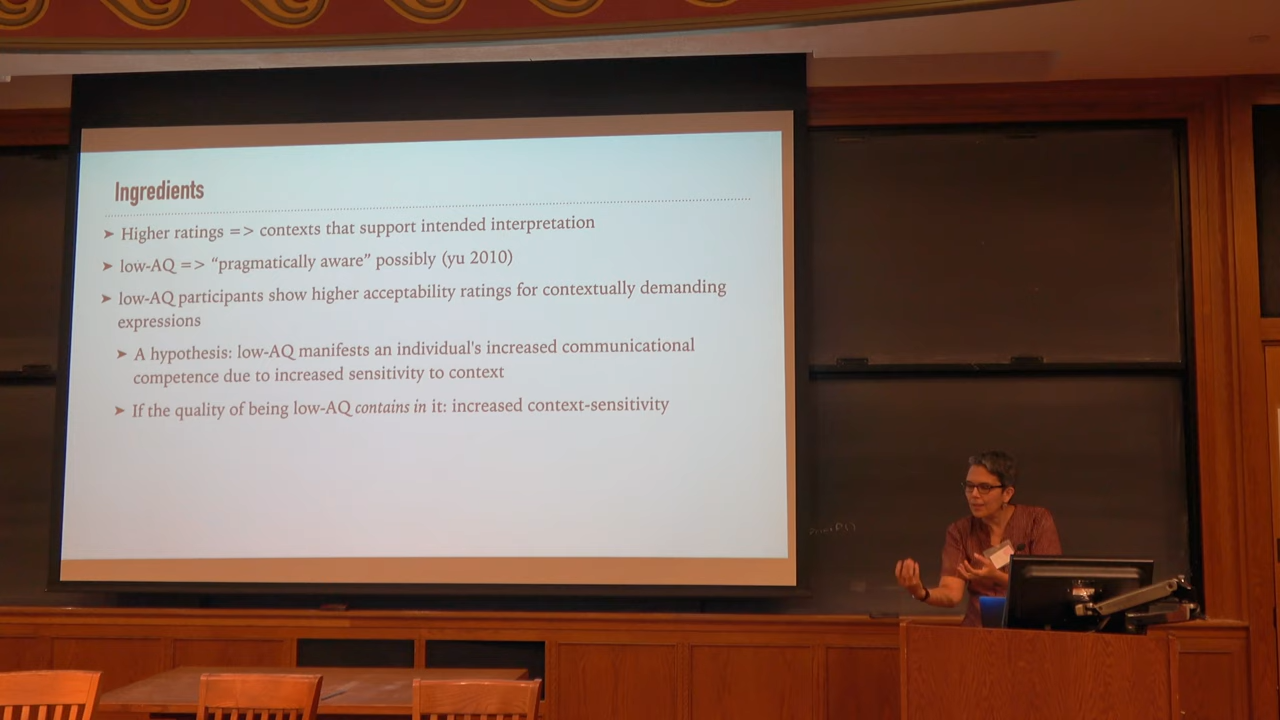 Ingredients
➤ Higher ratings => contexts that support intended interpretation
➤ low-AQ => “pragmatically aware” possibly (yu 2010)
➤ low-AQ participants show higher acceptability ratings for contextually demanding
expressions
➤ A hypothesis: low-AQ manifests an individual's increased communicational
competence due to increased sensitivity to context
➤ If the quality of being low-AQ contains in it: increased context-sensitivity